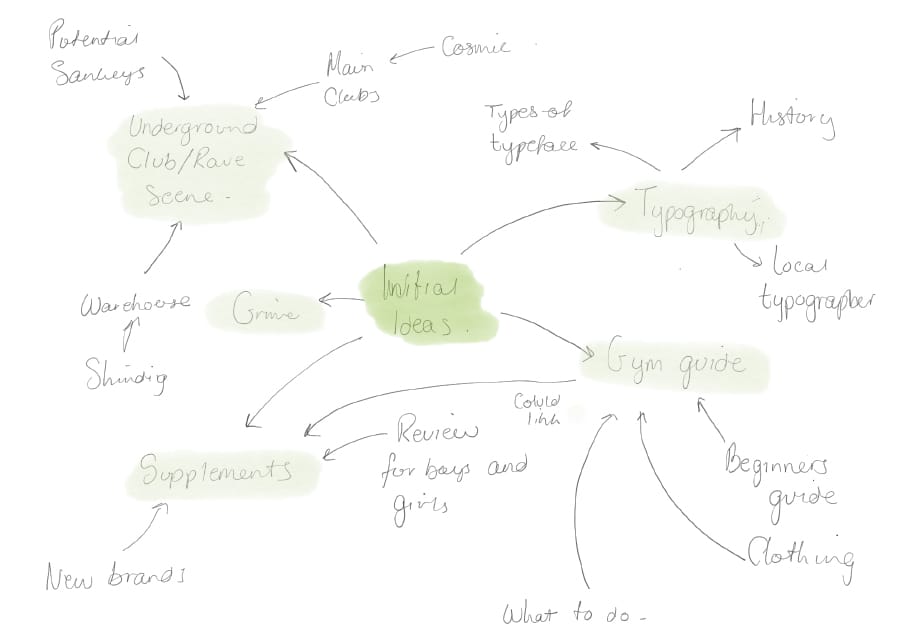 Potential
Sankeys
Main
Clubs
Cosmic
Underground
Club/Rave
Scene.
Types of
typeface
History
Typography
Local
typographer
Initial
Ideas.
Warehouse
Shindig
Grime
Gym guide
Could
link
Supplements
Review
for boys and
girls
Beginners
guide
Clothing
New brands
What to do.